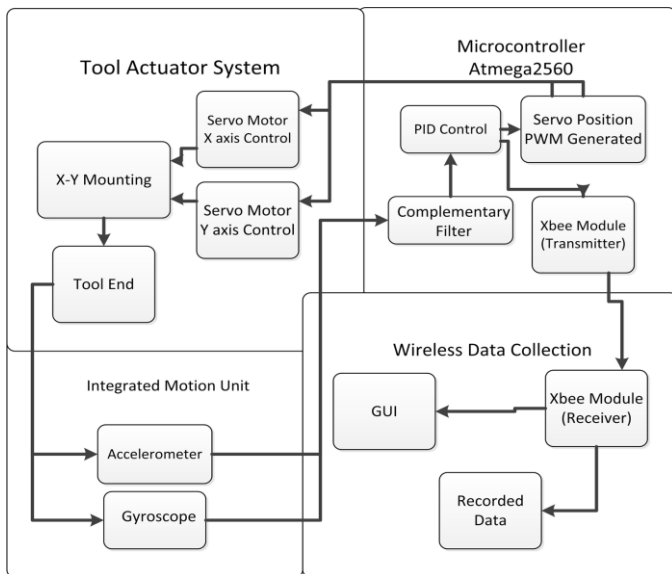 Tool Actuator System
Servo Motor
X axis Control
X-Y Mounting
Servo Motor
Y axis Control
Tool End
Microcontroller
Atmega2560
PID Control
Servo Position
PWM Generated
Complementary
Filter
Xbee Module
(Transmitter)
Integrated Motion Unit
Accelerometer
Gyroscope
Wireless Data Collection
GUI
Xbee Module
(Receiver)
Recorded
Data